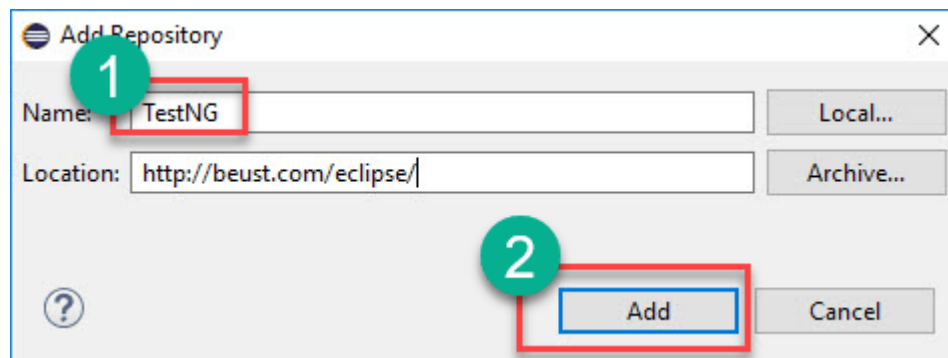 Add Repository
1
Name: TestNG Local...
Location: http://beust.com/eclipse/ Archive...
2
? Add Cancel